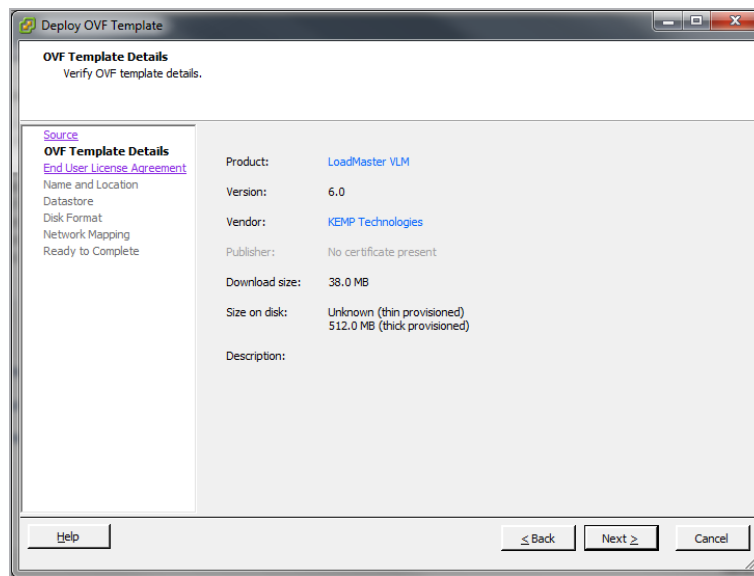 Deploy OVF Template
OVF Template Details
Verify OVF template details.
Source
OVF Template Details
End User License Agreement
Name and Location
Datastore
Disk Format
Network Mapping
Ready to Complete
Product: LoadMaster VLM
Version: 6.0
Vendor: KEMP Technologies
Publisher: No certificate present
Download size: 38.0 MB
Size on disk: Unknown (thin provisioned)
512.0 MB (thick provisioned)
Description:
Help
< Back
Next >
Cancel